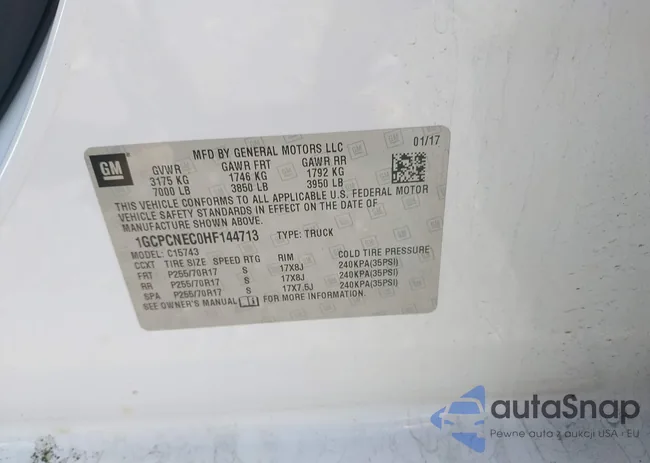 GM
MFD BY GENERAL MOTORS LLC 01/17
GVWR GAWR FRT GAWR RR
3175 KG 1746 KG 1792 KG
7000 LB 3850 LB 3950 LB
THIS VEHICLE CONFORMS TO ALL APPLICABLE U.S. FEDERAL MOTOR
VEHICLE SAFETY STANDARDS IN EFFECT ON THE DATE OF
MANUFACTURE SHOWN ABOVE.
1GCPCNEC0HF144713 TYPE: TRUCK
MODEL: C15743
CCXT TIRE SIZE SPEED RTG RIM COLD TIRE PRESSURE
FRT P255/70R17 S 17X8J 240KPA(35PSI)
RR P255/70R17 S 17X8J 240KPA(35PSI)
SPA P255/70R17 S 17X7.5J 240KPA(35PSI)
SEE OWNER'S MANUAL FOR MORE INFORMATION.
autoSnap
Pewne auta z aukcji USA i EU